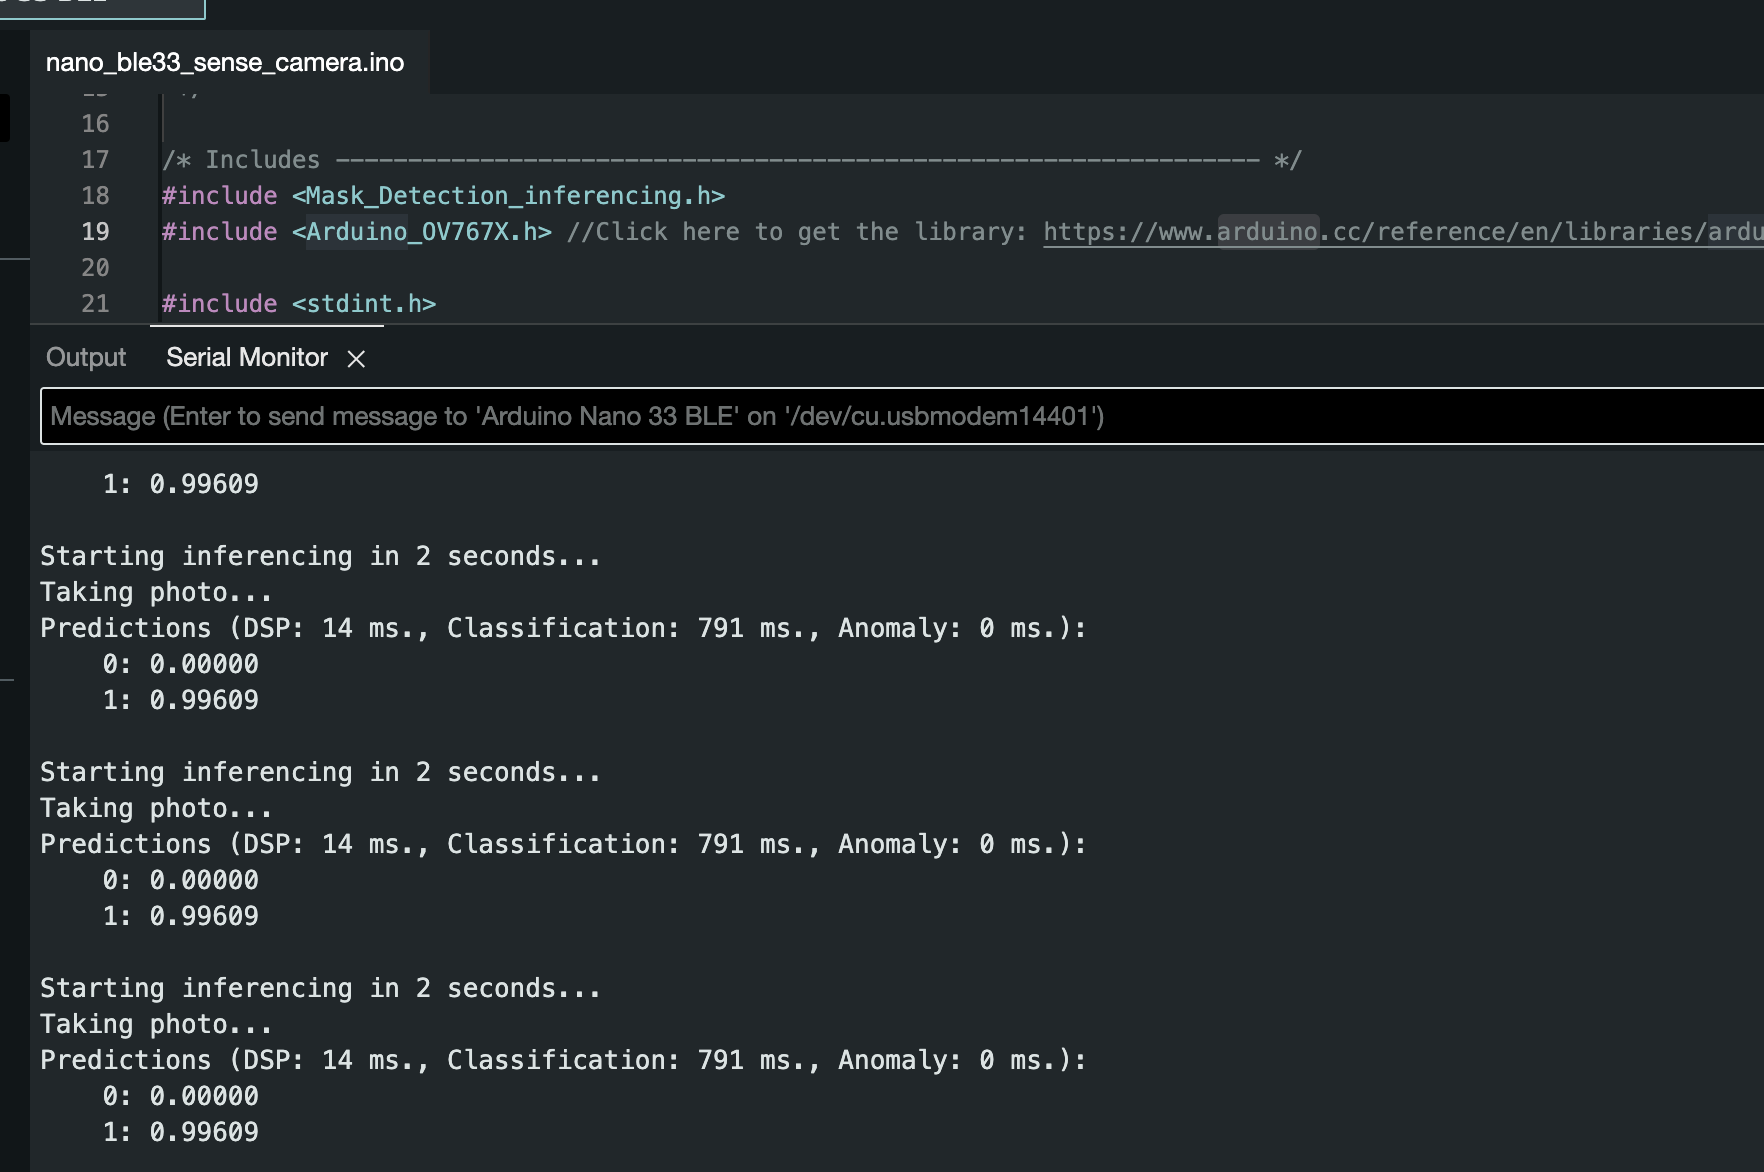 nano_ble33_sense_camera.ino
16
17 /* Includes ---------------------------------------------------------------- */
18 #include <Mask_Detection_inferencing.h>
19 #include <Arduino_OV767X.h> //Click here to get the library: https://www.arduino.cc/reference/en/libraries/ardu
20
21 #include <stdint.h>
Output Serial Monitor
Message (Enter to send message to 'Arduino Nano 33 BLE' on '/dev/cu.usbmodem14401')
1: 0.99609
Starting inferencing in 2 seconds...
Taking photo...
Predictions (DSP: 14 ms., Classification: 791 ms., Anomaly: 0 ms.):
0: 0.00000
1: 0.99609
Starting inferencing in 2 seconds...
Taking photo...
Predictions (DSP: 14 ms., Classification: 791 ms., Anomaly: 0 ms.):
0: 0.00000
1: 0.99609
Starting inferencing in 2 seconds...
Taking photo...
Predictions (DSP: 14 ms., Classification: 791 ms., Anomaly: 0 ms.):
0: 0.00000
1: 0.99609